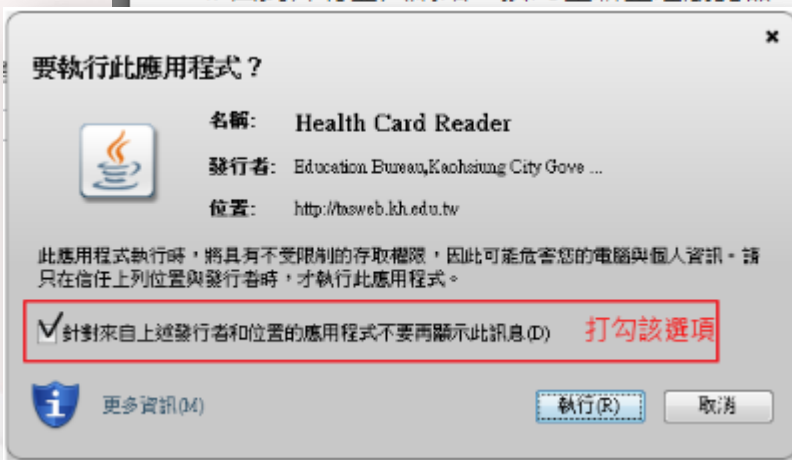 要執行此應用程式？
名稱: Health Card Reader
發行者: Education Bureau,Kaohsiung City Gove ...
位置: http://tasweb.kh.edu.tw
此應用程式執行時，將具有不受限制的存取權限，因此可能危害您的電腦與個人資訊。請
只在信任上列位置與發行者時，才執行此應用程式。
針對來自上述發行者和位置的應用程式不要再顯示此訊息(D) 打勾該選項
更多資訊(M) 執行(R) 取消